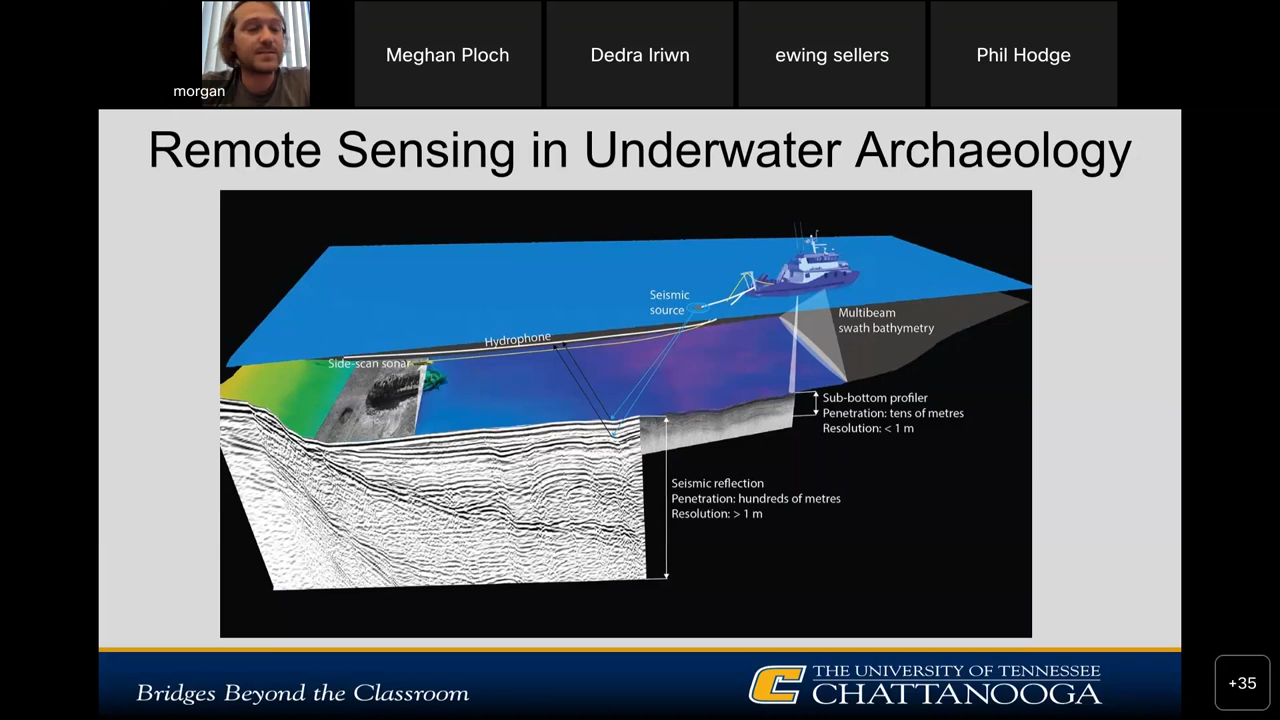 morgan
Meghan Ploch
Dedra Iriwn
ewing sellers
Phil Hodge
Remote Sensing in Underwater Archaeology
Seismic
source
Hydrophone
Side-scan sonar
Multibeam
swath bathymetry
Sub-bottom profiler
Penetration: tens of metres
Resolution: < 1 m
Seismic reflection
Penetration: hundreds of metres
Resolution: > 1 m
Bridges Beyond the Classroom
C
THE UNIVERSITY OF TENNESSEE
CHATTANOOGA
+35